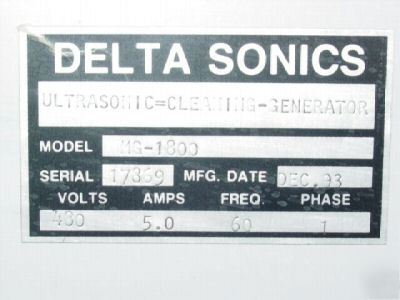 DELTA SONICS
ULTRASONIC=CLEANING-GENERATOR
MODEL MG-1800
SERIAL 17869 MFG. DATE DEC.93
VOLTS AMPS FREQ. PHASE
480 5.0 60 1